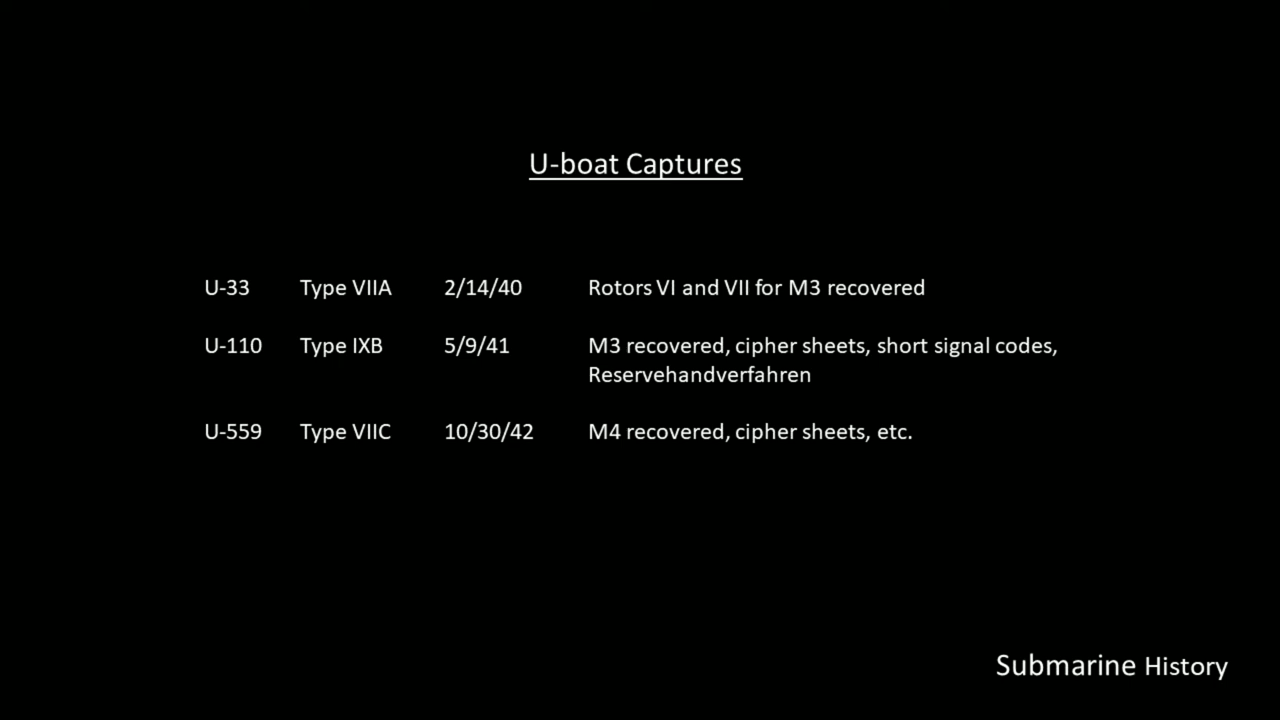 U-boat Captures
U-33 Type VIIA 2/14/40 Rotors VI and VII for M3 recovered
U-110 Type IXB 5/9/41 M3 recovered, cipher sheets, short signal codes,
Reservehandverfahren
U-559 Type VIIC 10/30/42 M4 recovered, cipher sheets, etc.
Submarine History